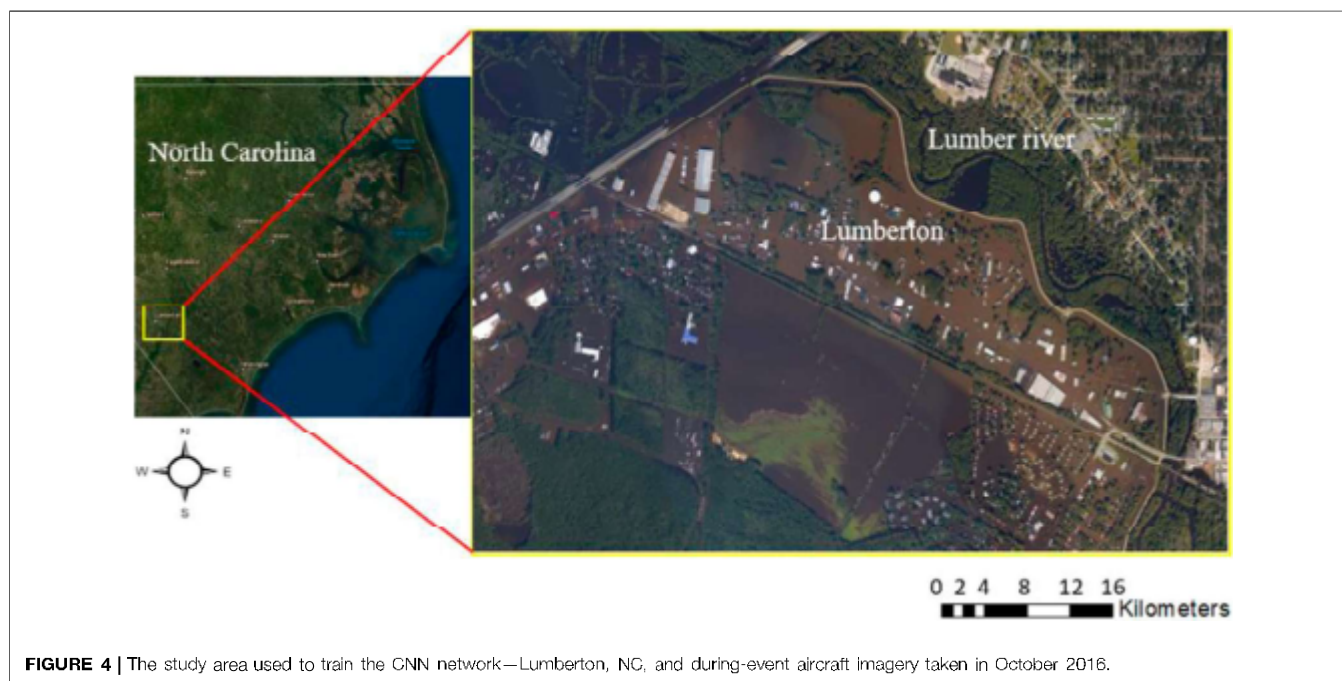 North Carolina
Lumber river
Lumberton
N
W E
S
0 2 4 8 12 16
Kilometers
FIGURE 4 | The study area used to train the CNN network—Lumberton, NC, and during-event aircraft imagery taken in October 2016.